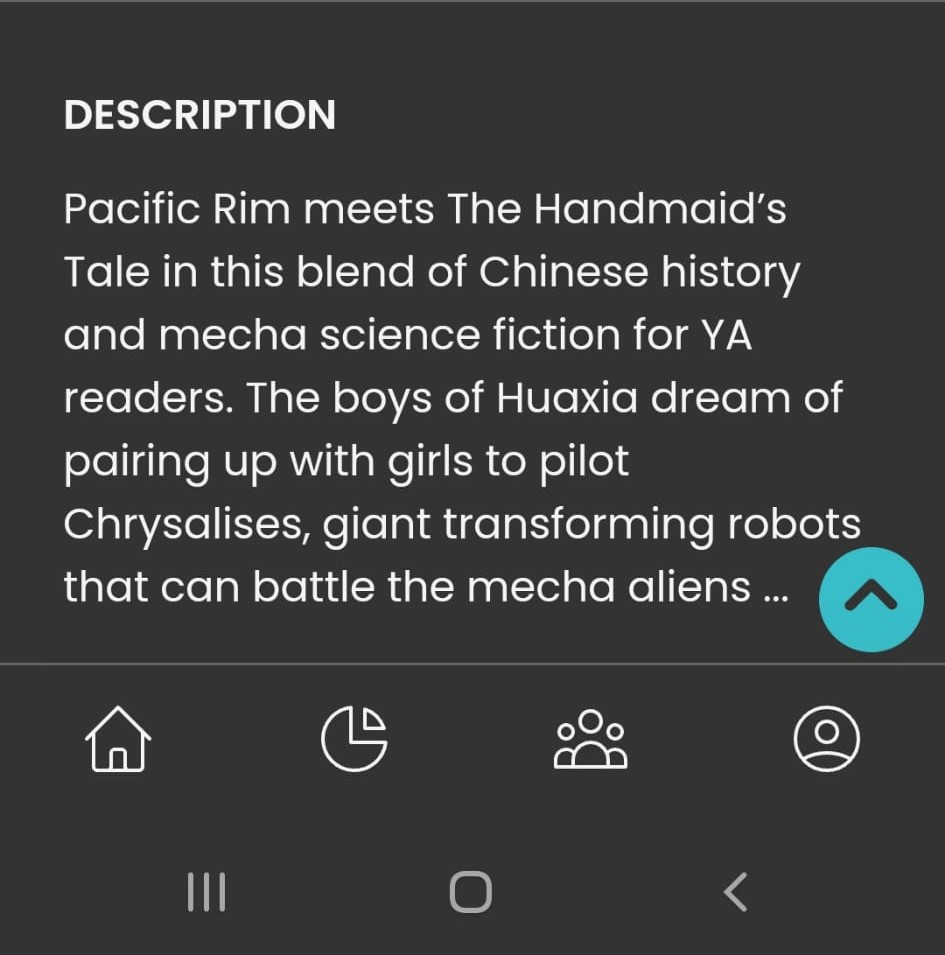 DESCRIPTION
Pacific Rim meets The Handmaid’s
Tale in this blend of Chinese history
and mecha science fiction for YA
readers. The boys of Huaxia dream of
pairing up with girls to pilot
Chrysalises, giant transforming robots
that can battle the mecha aliens ...